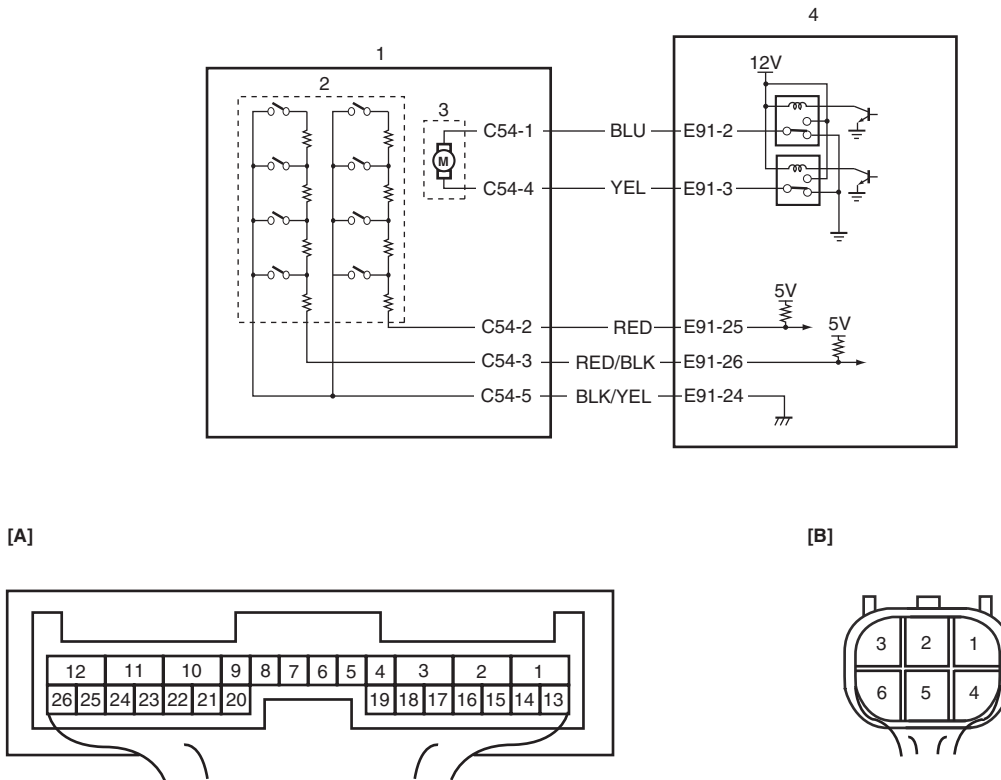 4
1
12V
2
3
C54-1 BLU E91-2
M
C54-4 YEL E91-3
5V
C54-2 RED E91-25
5V
C54-3 RED/BLK E91-26
C54-5 BLK/YEL E91-24
[A] [B]
12 11 10 9 8 7 6 5 4 3 2 1
26 25 24 23 22 21 20 19 18 17 16 15 14 13
3 2 1
6 5 4